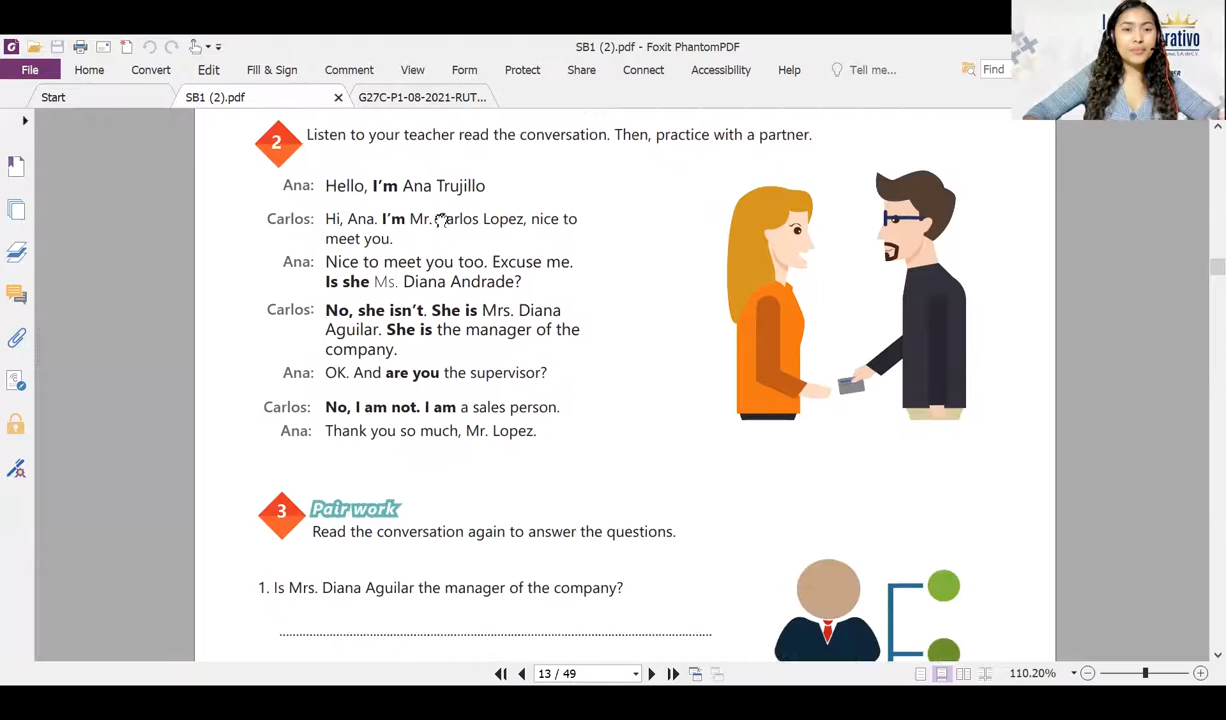 SB1 (2).pdf - Foxit PhantomPDF
File Home Convert Edit Fill & Sign Comment View Form Protect Share Connect Accessibility Help Tell me... Find
Start SB1 (2).pdf G27C-P1-08-2021-RUT...
2 Listen to your teacher read the conversation. Then, practice with a partner.
Ana: Hello, I'm Ana Trujillo
Carlos: Hi, Ana. I'm Mr. Carlos Lopez, nice to
meet you.
Ana: Nice to meet you too. Excuse me.
Is she Ms. Diana Andrade?
Carlos: No, she isn't. She is Mrs. Diana
Aguilar. She is the manager of the
company.
Ana: OK. And are you the supervisor?
Carlos: No, I am not. I am a sales person.
Ana: Thank you so much, Mr. Lopez.
3 Pair work
Read the conversation again to answer the questions.
1. Is Mrs. Diana Aguilar the manager of the company?
13 / 49
110.20%